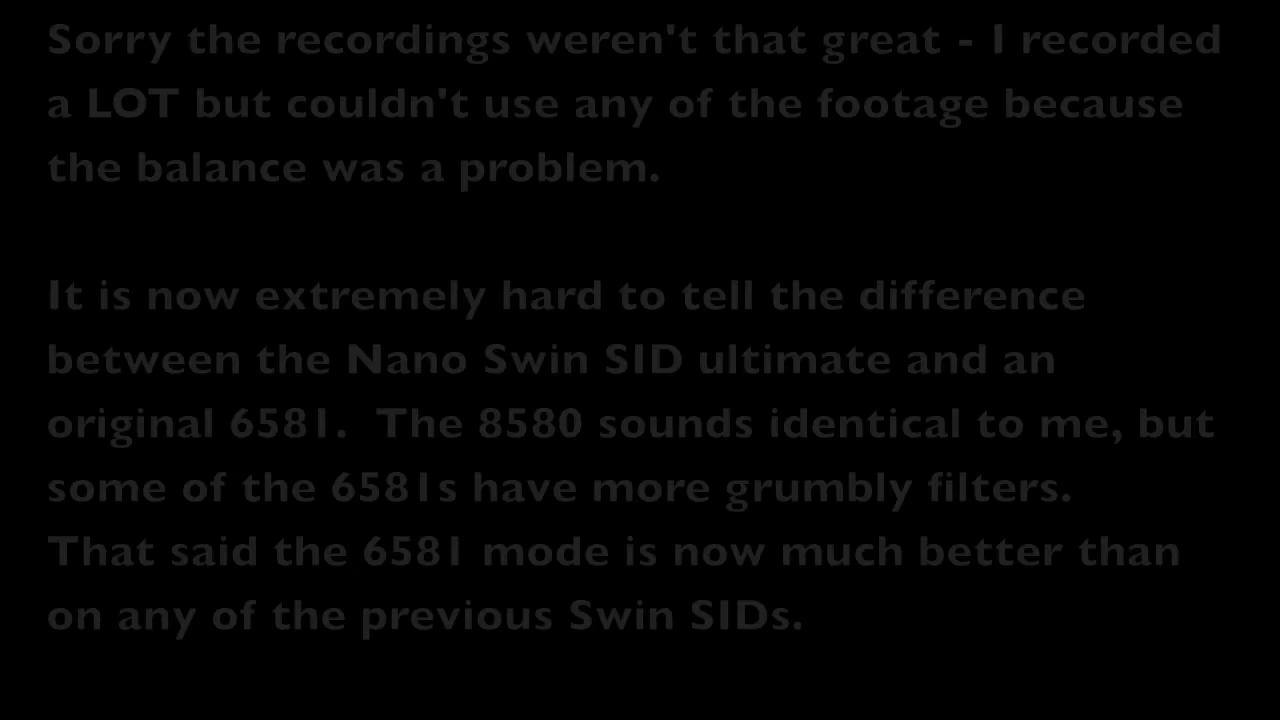 Sorry the recordings weren't that great - I recorded
a LOT but couldn't use any of the footage because
the balance was a problem.
It is now extremely hard to tell the difference
between the Nano Swin SID ultimate and an
original 6581.  The 8580 sounds identical to me, but
some of the 6581s have more grumbly filters.
That said the 6581 mode is now much better than
on any of the previous Swin SIDs.